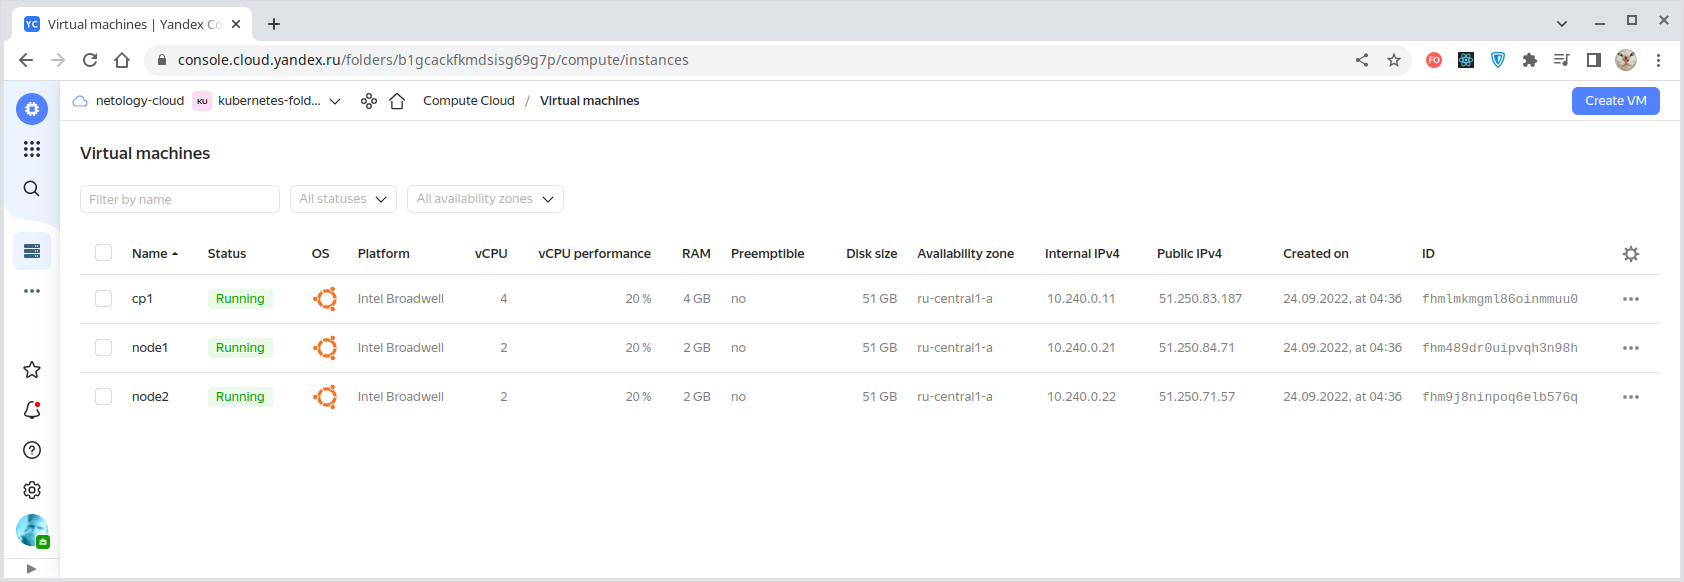 YC Virtual machines | Yandex Co
console.cloud.yandex.ru/folders/b1gcackfkmdsisg69g7p/compute/instances
FO
netology-cloud KU kubernetes-fold... Compute Cloud / Virtual machines Create VM
Virtual machines
Filter by name All statuses All availability zones
Name Status OS Platform vCPU vCPU performance RAM Preemptible Disk size Availability zone Internal IPv4 Public IPv4 Created on ID
cp1 Running Intel Broadwell 4 20 % 4 GB no 51 GB ru-central1-a 10.240.0.11 51.250.83.187 24.09.2022, at 04:36 fhmlmkmgml86oinmmuu0
node1 Running Intel Broadwell 2 20 % 2 GB no 51 GB ru-central1-a 10.240.0.21 51.250.84.71 24.09.2022, at 04:36 fhm489dr0uipvqh3n98h
node2 Running Intel Broadwell 2 20 % 2 GB no 51 GB ru-central1-a 10.240.0.22 51.250.71.57 24.09.2022, at 04:36 fhm9j8ninpoq6elb576q